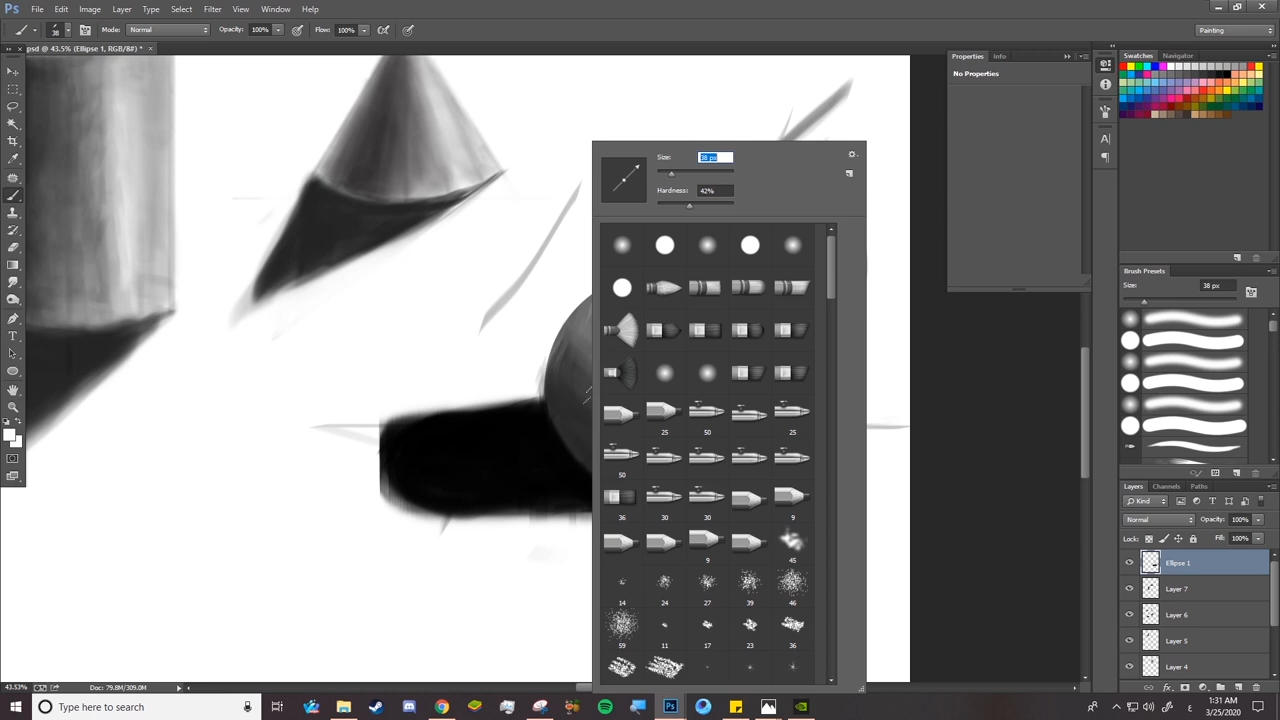 Ps File Edit Image Layer Type Select Filter View Window Help
38 Mode: Normal Opacity: 100% Flow: 100% Painting
psd @ 43.5% (Ellipse 1, RGB/8#) * ×
Properties Info
No Properties
Swatches Navigator
Size: 38 px
Hardness: 42%
25 50 25
50
36 30 30 9
9 45
14 24 27 39 46
59 11 17 23 36
Brush Presets
Size: 38 px
Layers Channels Paths
Kind
Normal Opacity: 100%
Lock: Fill: 100%
Ellipse 1
Layer 7
Layer 6
Layer 5
Layer 4
43.53% Doc: 79.8M/309.0M
Type here to search
Ps
1:31 AM
3/25/2020